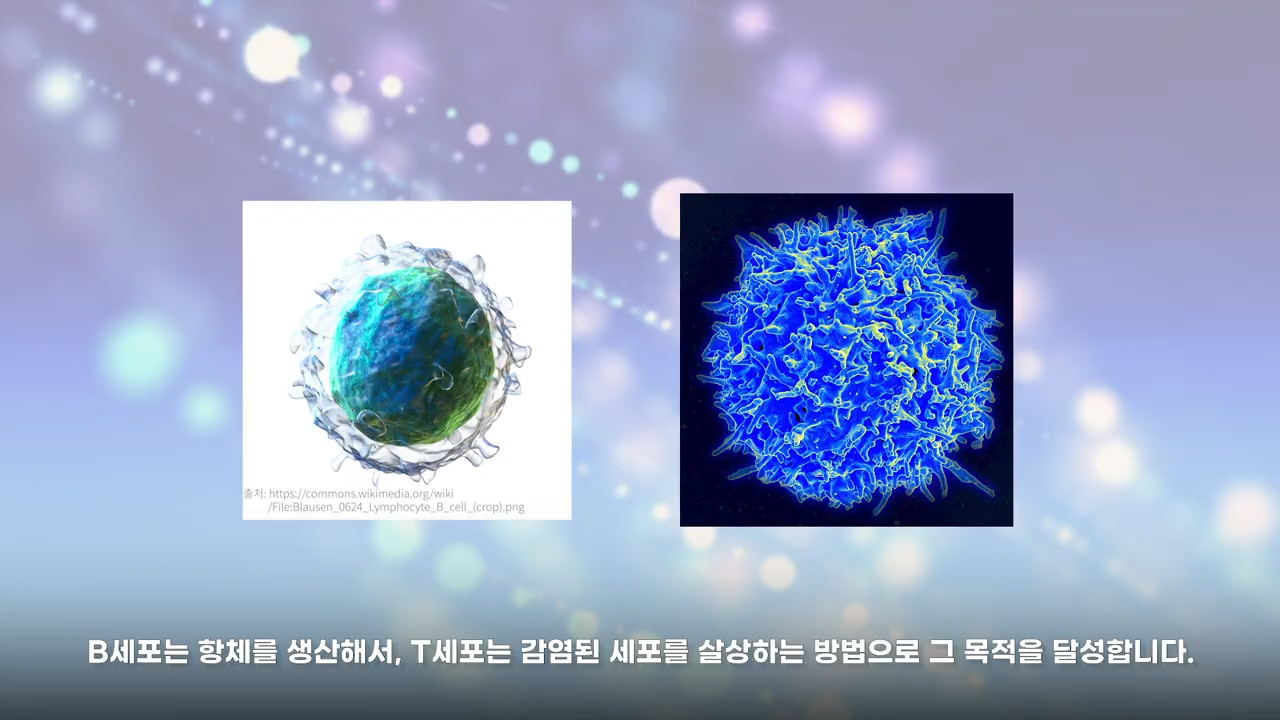 출처: https://commons.wikimedia.org/wiki
/File:Blausen_0624_Lymphocyte_B_cell_(crop).png
B세포는 항체를 생산해서, T세포는 감염된 세포를 살상하는 방법으로 그 목적을 달성합니다.